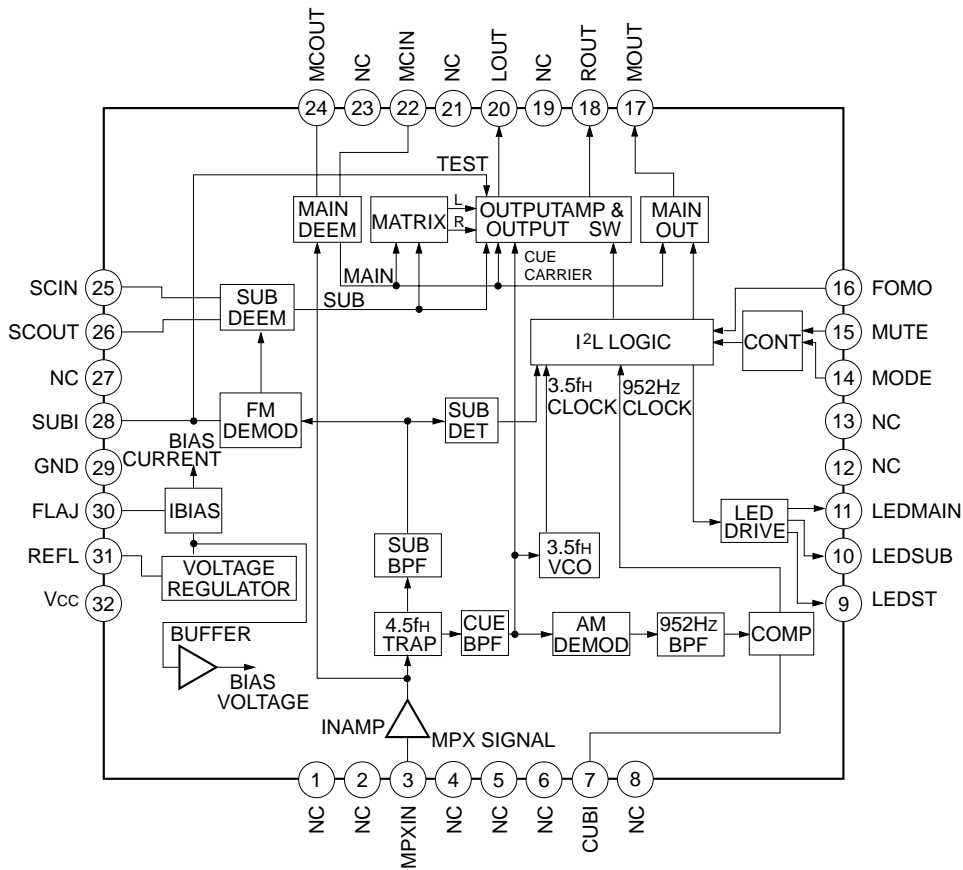 MCOUT
NC
MCIN
NC
LOUT
NC
ROUT
MOUT
24
23
22
21
20
19
18
17
TEST
MAIN
DEEM
MATRIX
L
R
OUTPUTAMP &
OUTPUT SW
MAIN
OUT
MAIN
CUE
CARRIER
SCIN
25
SUB
DEEM
SUB
SCOUT
26
NC
27
SUBI
28
FM
DEMOD
SUB
DET
I²L LOGIC
CONT
3.5fH
CLOCK
952Hz
CLOCK
16
FOMO
15
MUTE
14
MODE
13
NC
12
NC
BIAS
CURRENT
GND
29
FLAJ
30
IBIAS
REFL
31
VOLTAGE
REGULATOR
VCC
32
BUFFER
BIAS
VOLTAGE
SUB
BPF
3.5fH
VCO
LED
DRIVE
11
LEDMAIN
10
LEDSUB
9
LEDST
4.5fH
TRAP
CUE
BPF
AM
DEMOD
952Hz
BPF
COMP
INAMP
MPX SIGNAL
1
2
3
4
5
6
7
8
NC
NC
MPXIN
NC
NC
NC
CUBI
NC